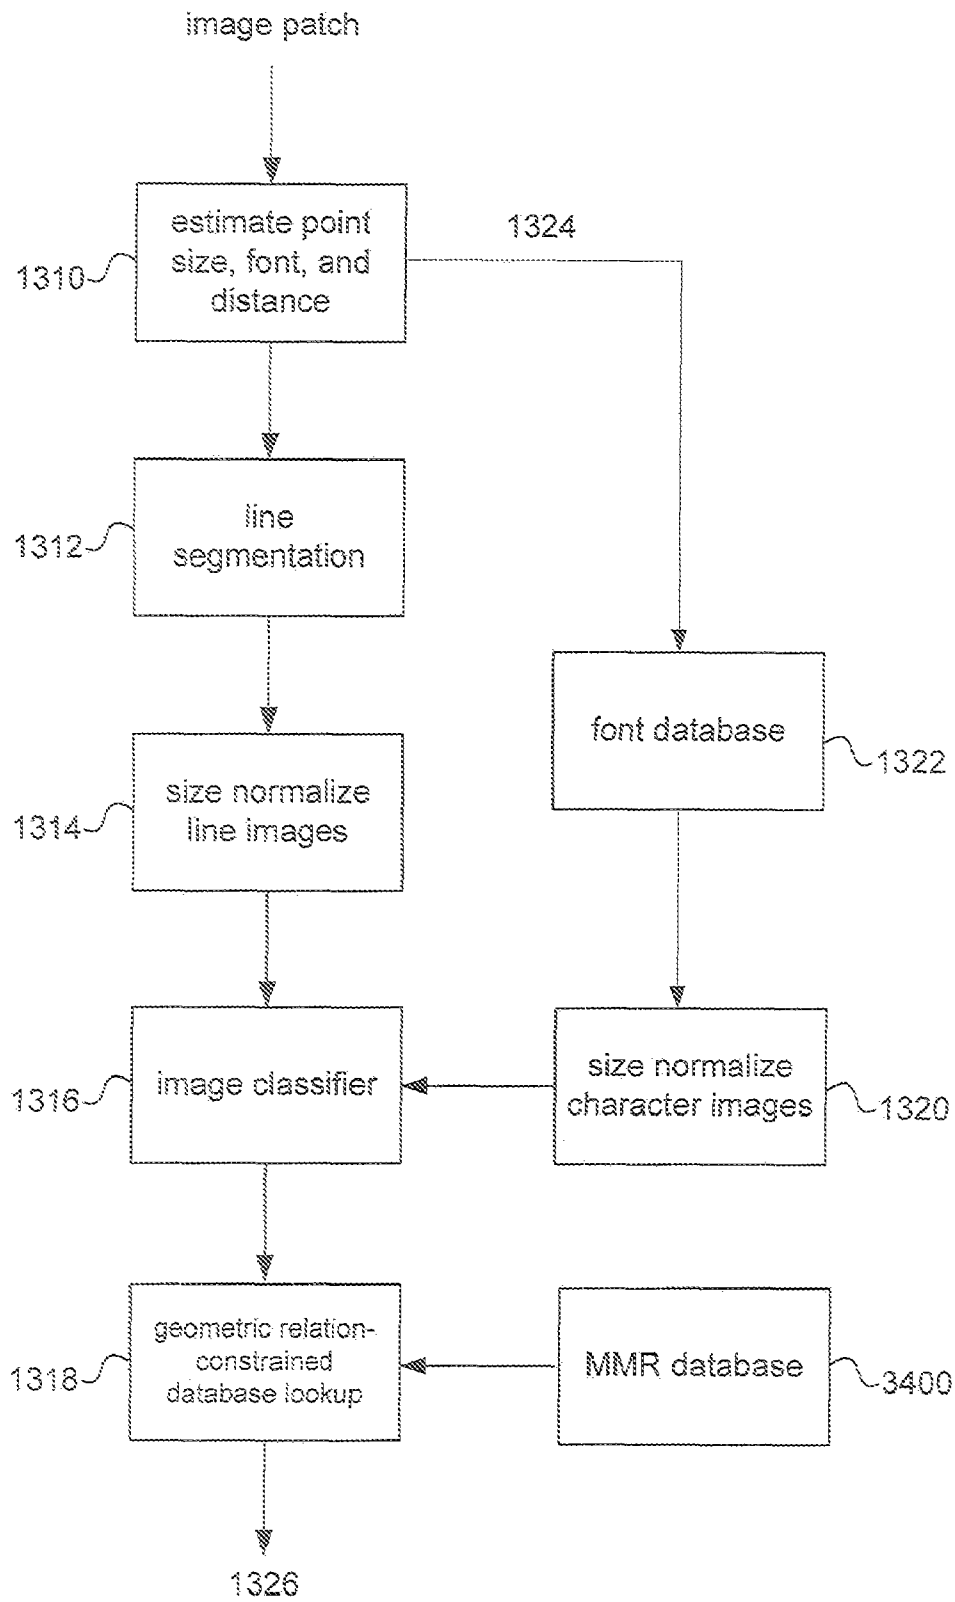 image patch
estimate point
size, font, and
distance
1310
1324
line
segmentation
1312
font database
1322
size normalize
line images
1314
image classifier
1316
size normalize
character images
1320
geometric relation-
constrained
database lookup
1318
MMR database
3400
1326